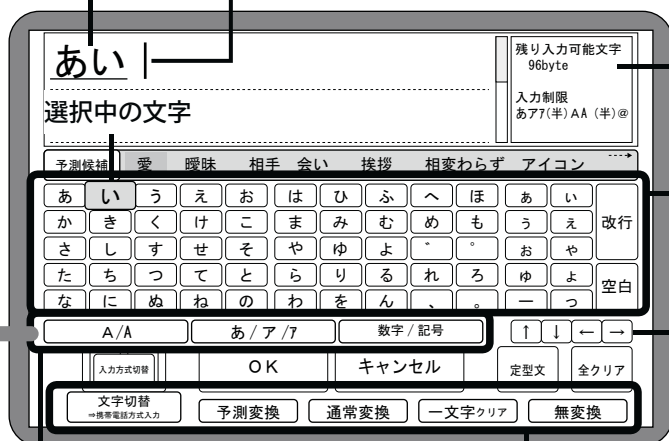 あい
残り入力可能文字
96byte
入力制限
あア7(半)AA(半)@
選択中の文字
予測候補 愛 曖昧 相手 会い 挨拶 相変わらず アイコン
あ い う え お は ひ ふ へ ほ ぁ ぃ
か き く け こ ま み む め も ぅ ぇ 改行
さ し す せ そ や ゆ よ ゛ ゜ ぉ ゃ
た ち つ て と ら り る れ ろ ゅ ょ 空白
な に ぬ ね の わ を ん 、 。 ー っ
A/A あ/ア/ｱ 数字/記号 ↑ ↓ ← →
入力方式切替 OK キャンセル 定型文 全クリア
文字切替
⇒携帯電話方式入力
予測変換 通常変換 一文字クリア 無変換